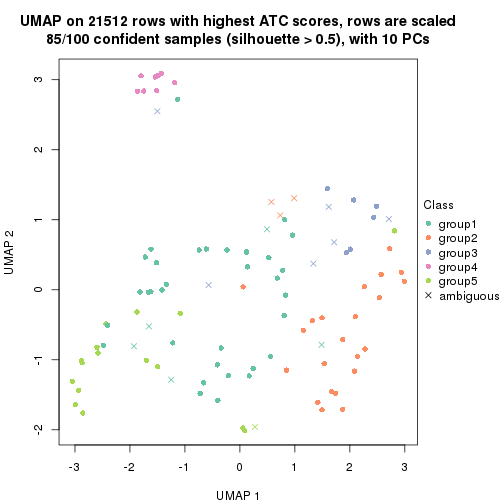 UMAP on 21512 rows with highest ATC scores, rows are scaled
85/100 confident samples (silhouette > 0.5), with 10 PCs
3
2
1
0
-1
-2
UMAP 2
-3
-2
-1
0
1
2
3
UMAP 1
Class
group1
group2
group3
group4
group5
ambiguous